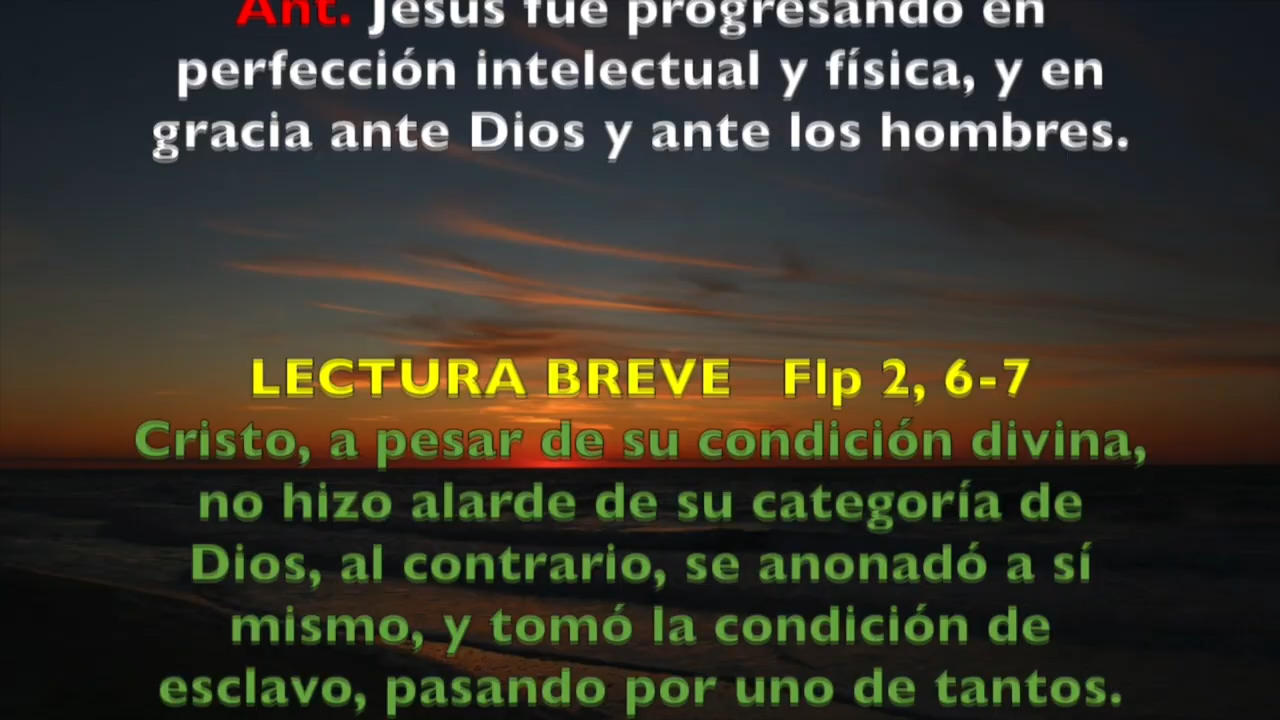 Ant. Jesús fue progresando en
perfección intelectual y física, y en
gracia ante Dios y ante los hombres.
LECTURA BREVE Flp 2, 6-7
Cristo, a pesar de su condición divina,
no hizo alarde de su categoría de
Dios, al contrario, se anonadó a sí
mismo, y tomó la condición de
esclavo, pasando por uno de tantos.